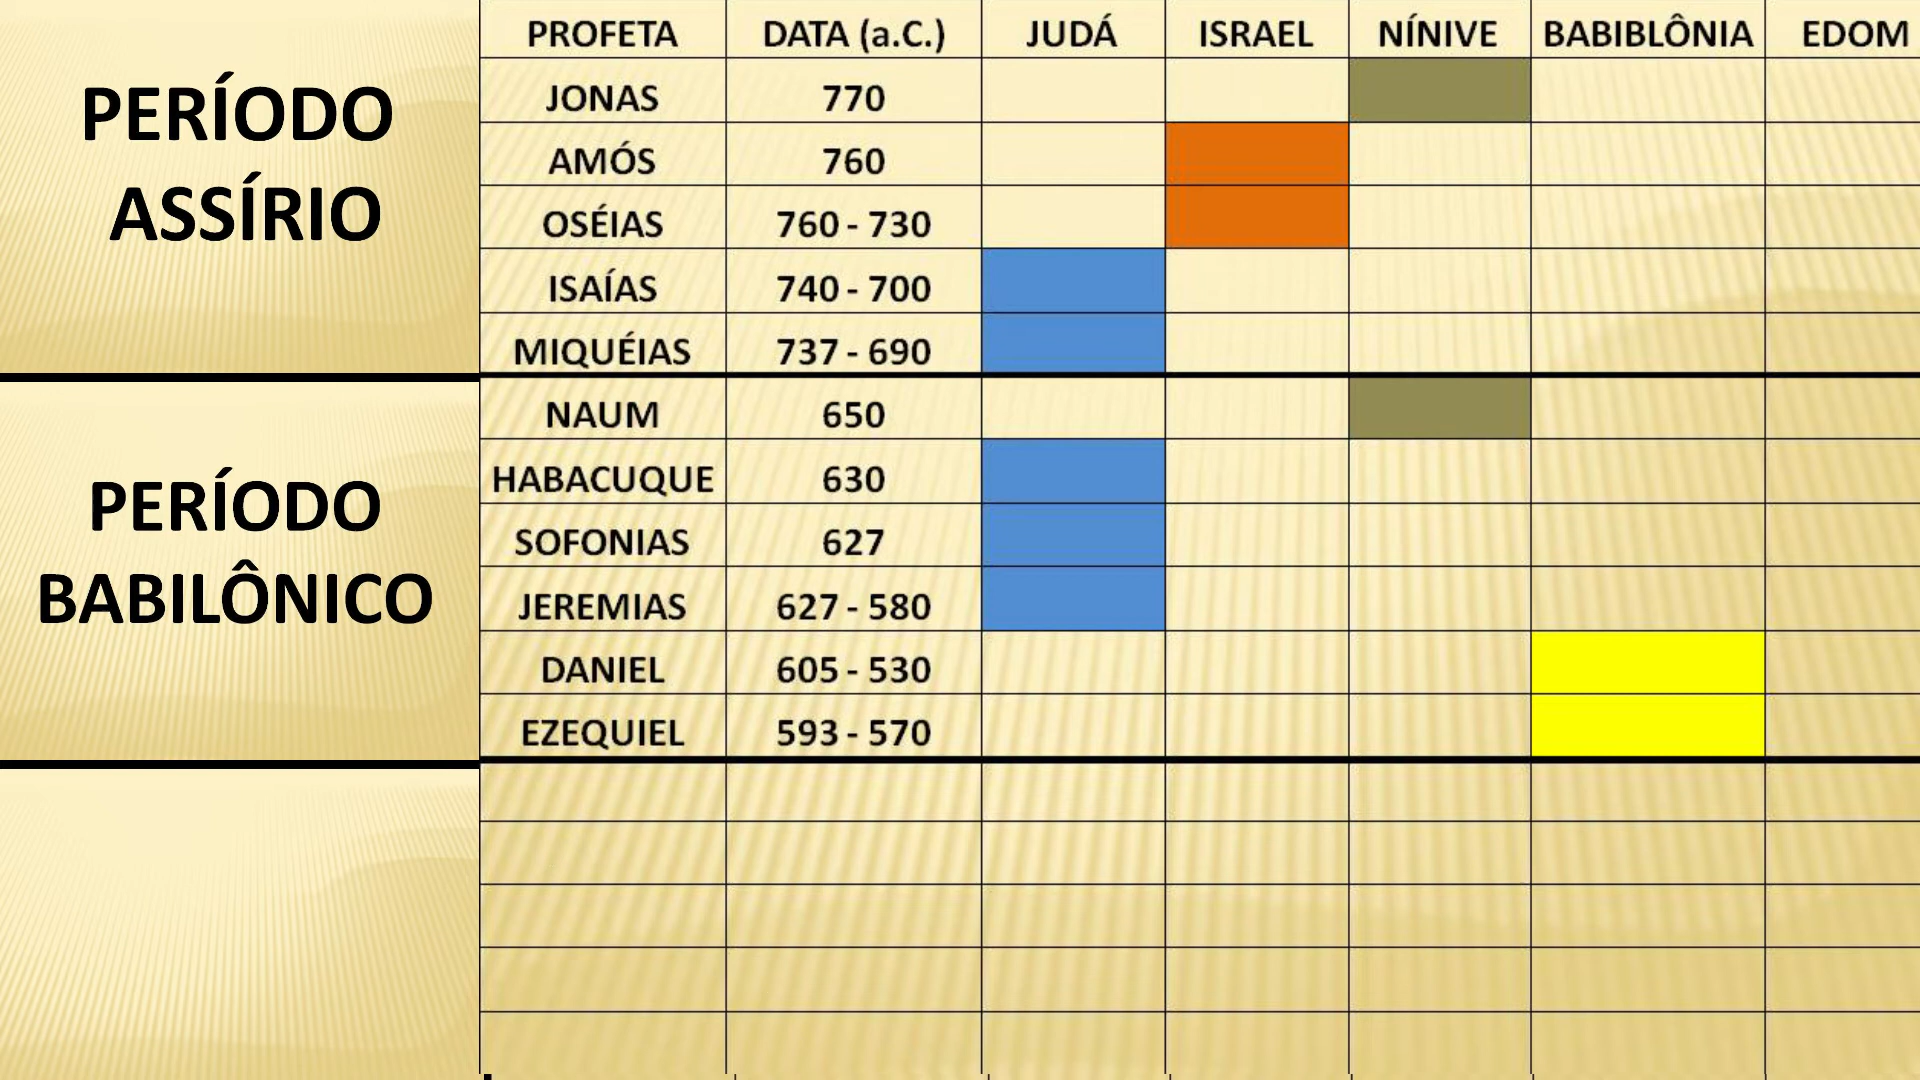 PERÍODO
ASSÍRIO
PROFETA DATA (a.C.) JUDÁ ISRAEL NÍNIVE BABIBLÔNIA EDOM
JONAS 770
AMÓS 760
OSÉIAS 760 - 730
ISAÍAS 740 - 700
MIQUÉIAS 737 - 690
PERÍODO
BABILÔNICO
NAUM 650
HABACUQUE 630
SOFONIAS 627
JEREMIAS 627 - 580
DANIEL 605 - 530
EZEQUIEL 593 - 570